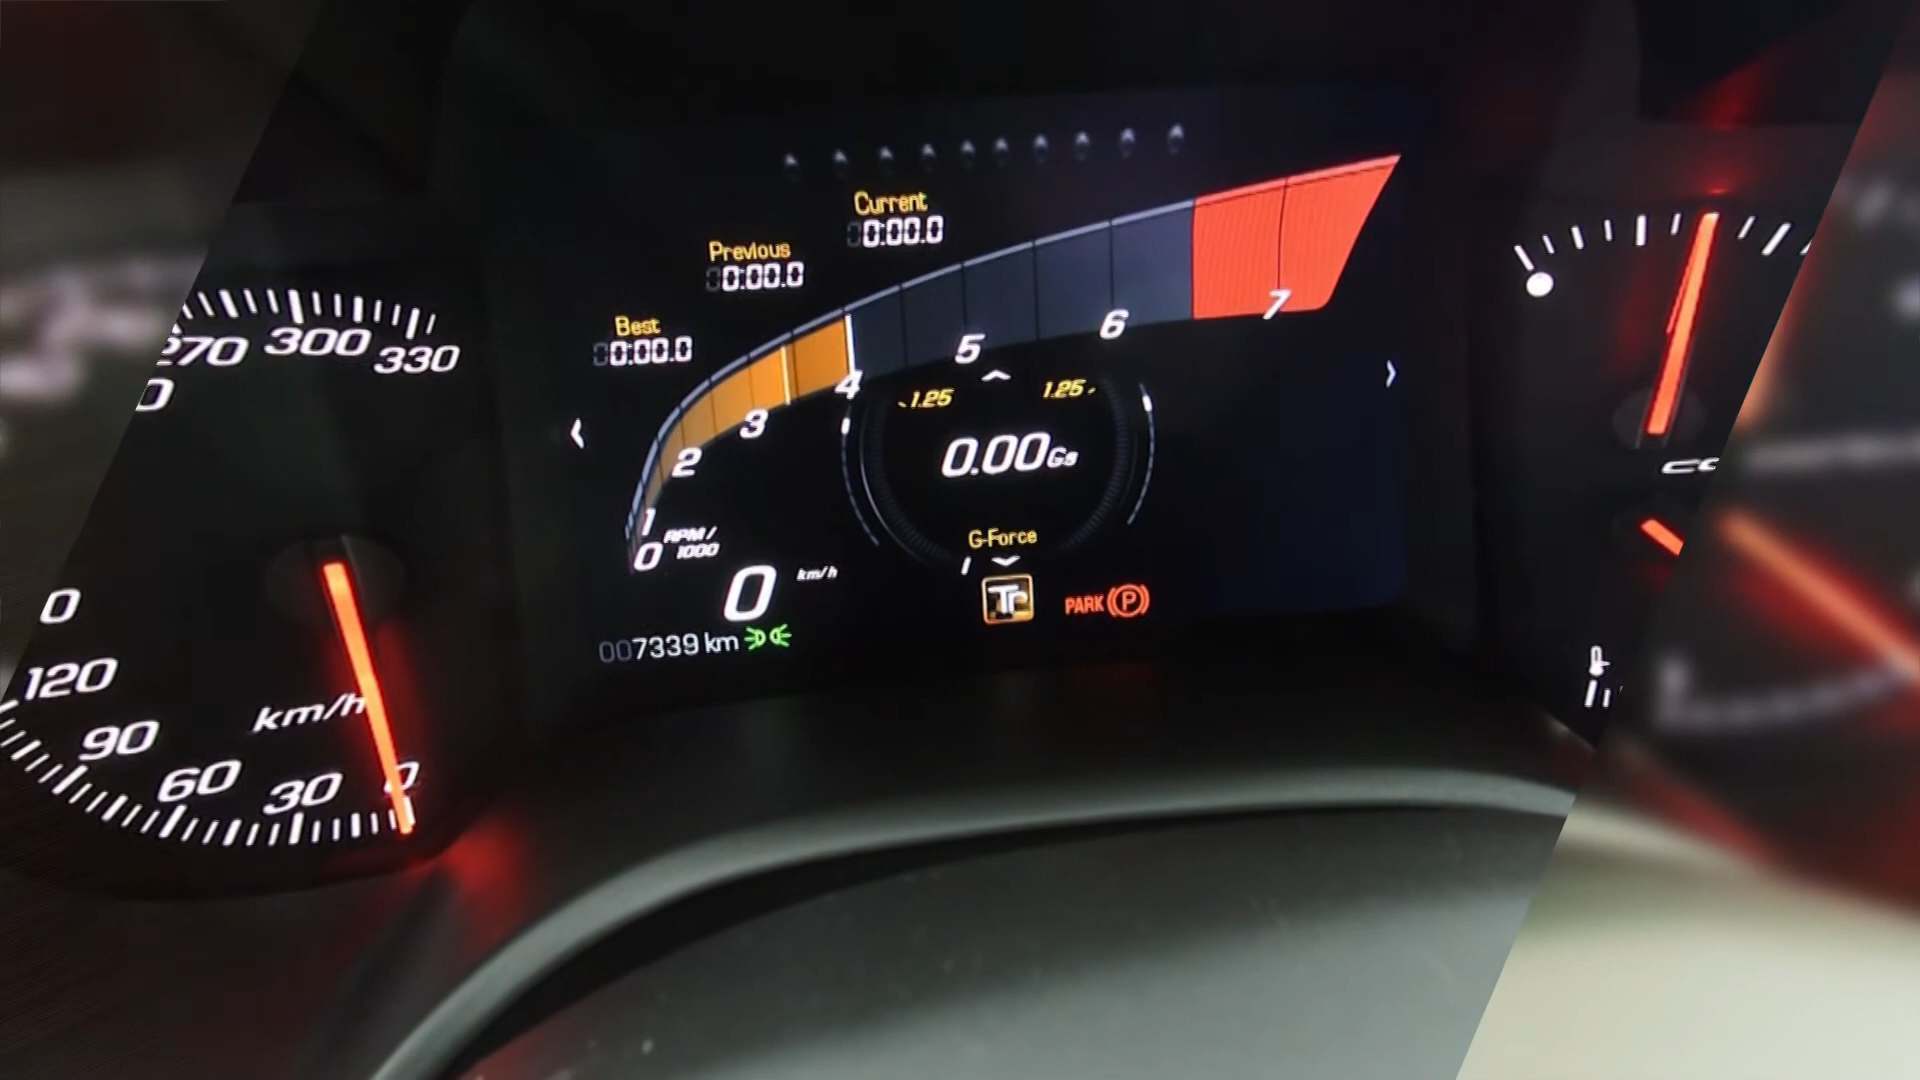 Current
0:00.0
Previous
0:00.0
Best
0:00.0
270 300 330
0
1 2 3 4 5 6 7
1.25 1.25
0.00Gs
G-Force
0 RPM/
1000
0 km/h
PARK P
007339 km
0
120
90
60
30
0
km/h